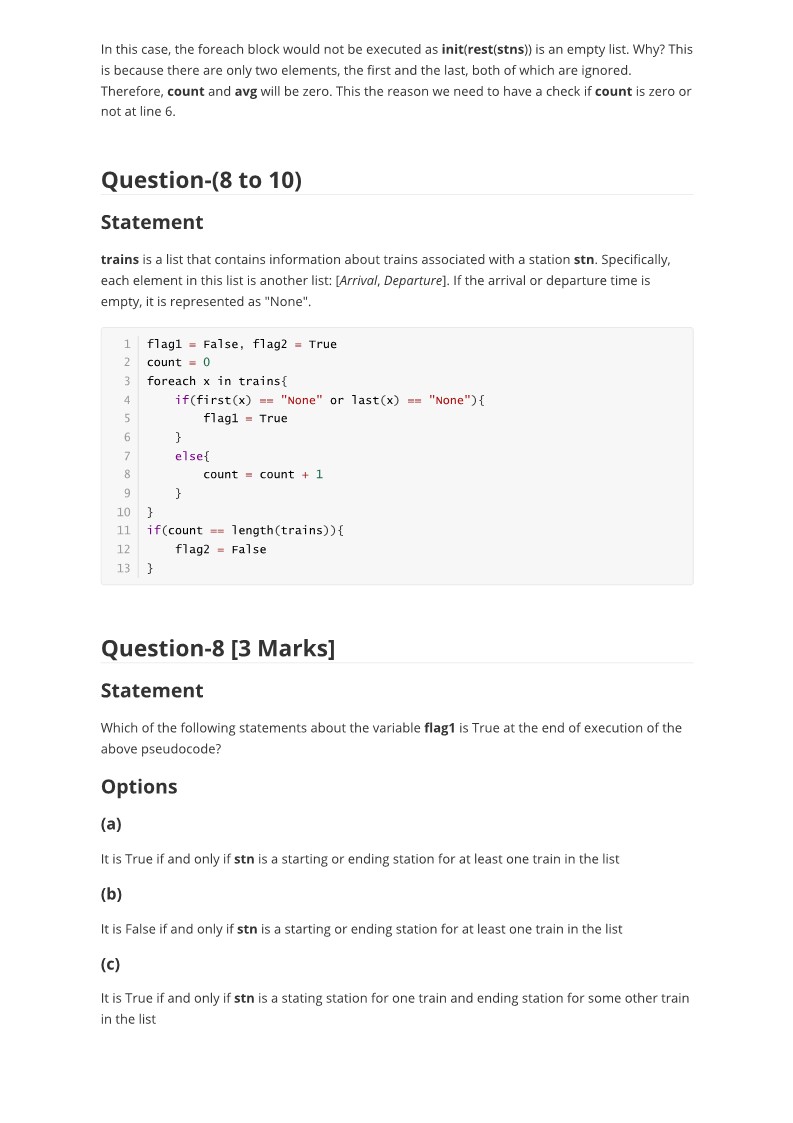 In this case, the foreach block would not be executed as init(rest(stns)) is an empty list. Why? This
is because there are only two elements, the first and the last, both of which are ignored.
Therefore, count and avg will be zero. This the reason we need to have a check if count is zero or
not at line 6.
Question-(8 to 10)
Statement
trains is a list that contains information about trains associated with a station stn. Specifically,
each element in this list is another list: [Arrival, Departure]. If the arrival or departure time is
empty, it is represented as "None".
1 flag1 = False, flag2 = True
2 count = 0
3 foreach x in trains{
4     if(first(x) == "None" or last(x) == "None"){
5         flag1 = True
6     }
7     else{
8         count = count + 1
9     }
10 }
11 if(count == length(trains)){
12     flag2 = False
13 }
Question-8 [3 Marks]
Statement
Which of the following statements about the variable flag1 is True at the end of execution of the
above pseudocode?
Options
(a)
It is True if and only if stn is a starting or ending station for at least one train in the list
(b)
It is False if and only if stn is a starting or ending station for at least one train in the list
(c)
It is True if and only if stn is a stating station for one train and ending station for some other train
in the list